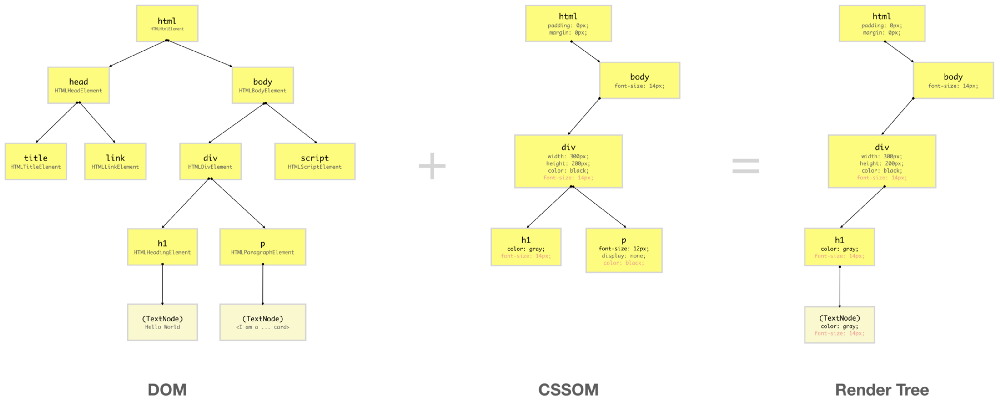 html
HTMLHtmlElement
head
HTMLHeadElement
body
HTMLBodyElement
title
HTMLTitleElement
link
HTMLLinkElement
div
HTMLDivElement
script
HTMLScriptElement
h1
HTMLHeadingElement
p
HTMLParagraphElement
(TextNode)
Hello World
(TextNode)
<I am a ... card>
DOM
+
html
padding: 0px;
margin: 0px;
body
font-size: 14px;
div
width: 300px;
height: 200px;
color: black;
font-size: 14px;
h1
color: gray;
font-size: 14px;
p
font-size: 12px;
display: none;
color: black;
CSSOM
=
html
padding: 0px;
margin: 0px;
body
font-size: 14px;
div
width: 300px;
height: 200px;
color: black;
font-size: 14px;
h1
color: gray;
font-size: 14px;
(TextNode)
color: gray;
font-size: 14px;
Render Tree